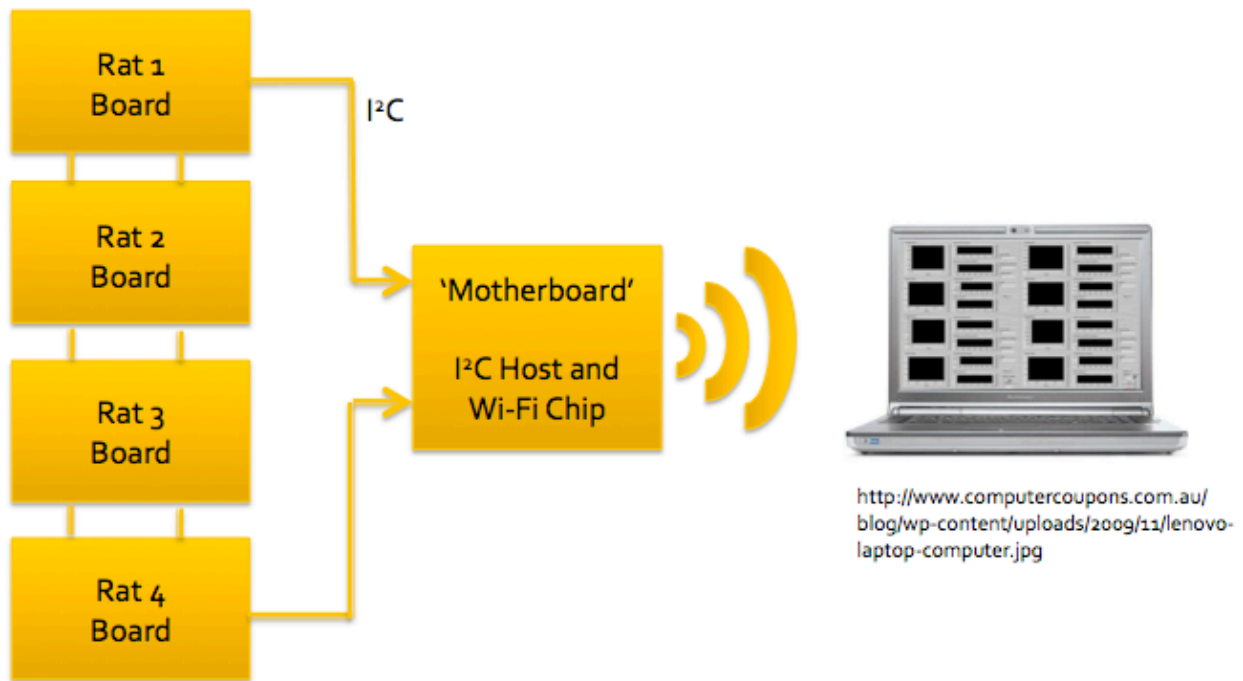 Rat 1
Board
I²C
Rat 2
Board
Rat 3
Board
Rat 4
Board
‘Motherboard’
I²C Host and
Wi-Fi Chip
http://www.computercoupons.com.au/
blog/wp-content/uploads/2009/11/lenovo-
laptop-computer.jpg